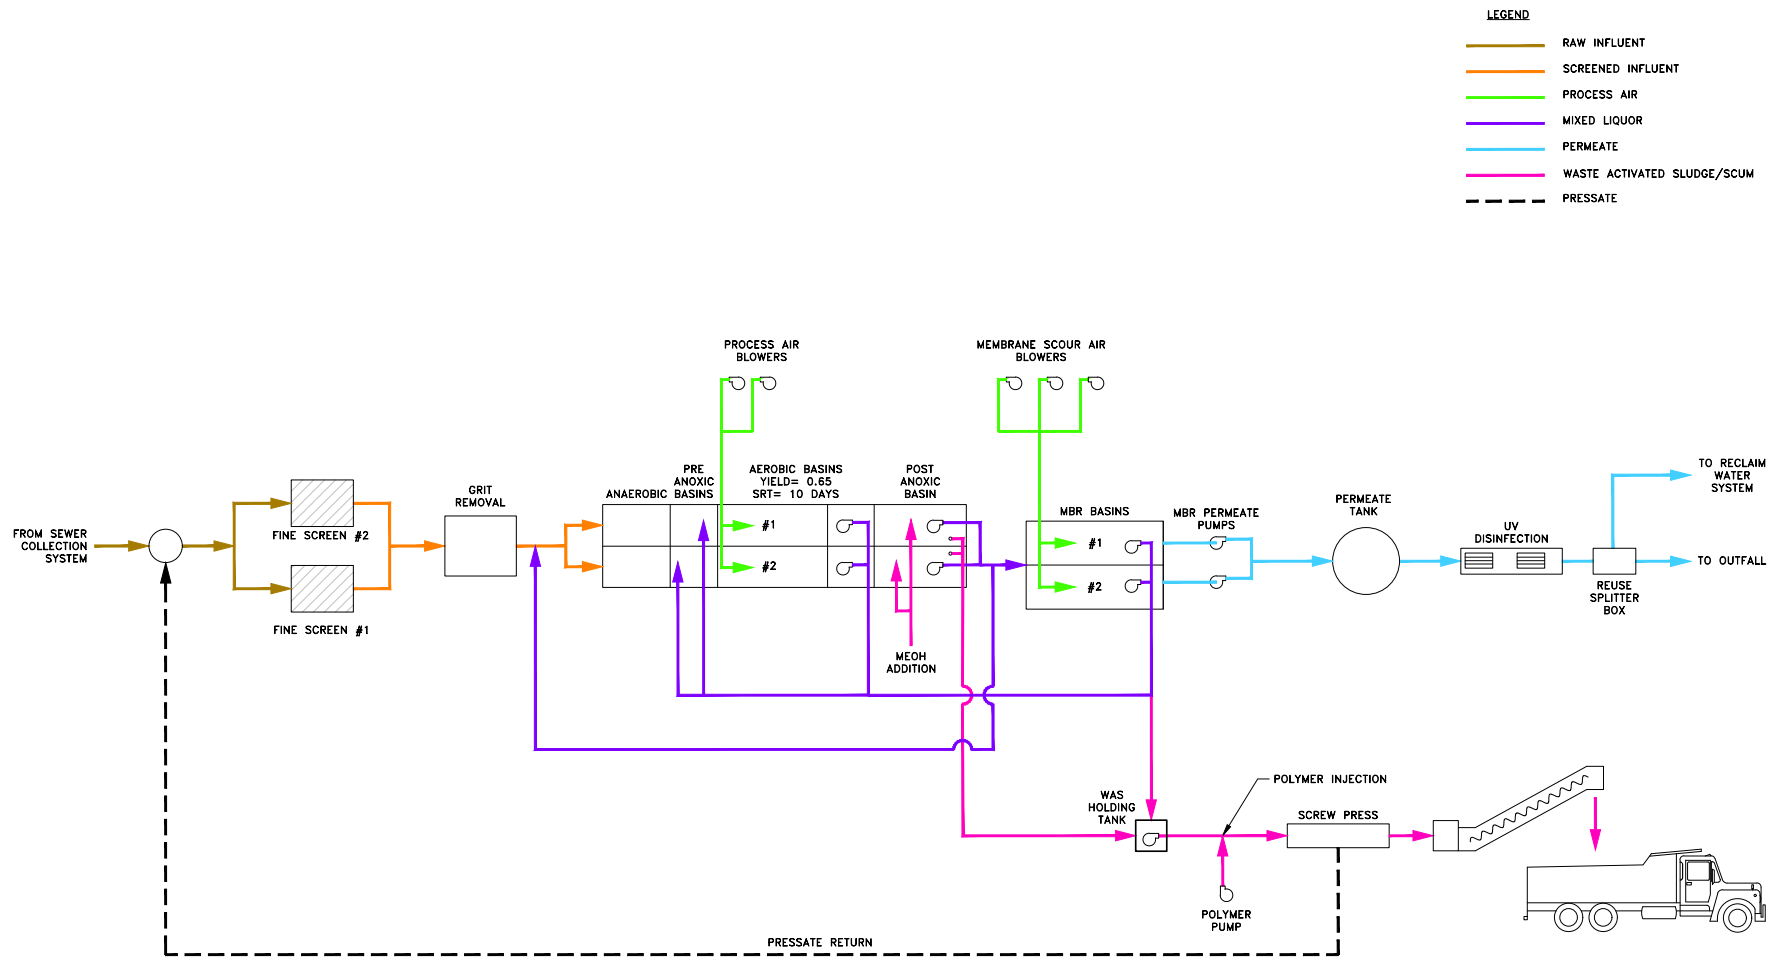 LEGEND
RAW INFLUENT
SCREENED INFLUENT
PROCESS AIR
MIXED LIQUOR
PERMEATE
WASTE ACTIVATED SLUDGE/SCUM
PRESSATE
PROCESS AIR
BLOWERS
MEMBRANE SCOUR AIR
BLOWERS
FROM SEWER
COLLECTION
SYSTEM
FINE SCREEN #2
FINE SCREEN #1
GRIT
REMOVAL
ANAEROBIC
PRE
ANOXIC
BASINS
AEROBIC BASINS
YIELD= 0.65
SRT= 10 DAYS
POST
ANOXIC
BASIN
#1
#2
MEOH
ADDITION
MBR BASINS
#1
#2
MBR PERMEATE
PUMPS
PERMEATE
TANK
UV
DISINFECTION
REUSE
SPLITTER
BOX
TO RECLAIM
WATER
SYSTEM
TO OUTFALL
WAS
HOLDING
TANK
POLYMER INJECTION
SCREW PRESS
POLYMER
PUMP
PRESSATE RETURN